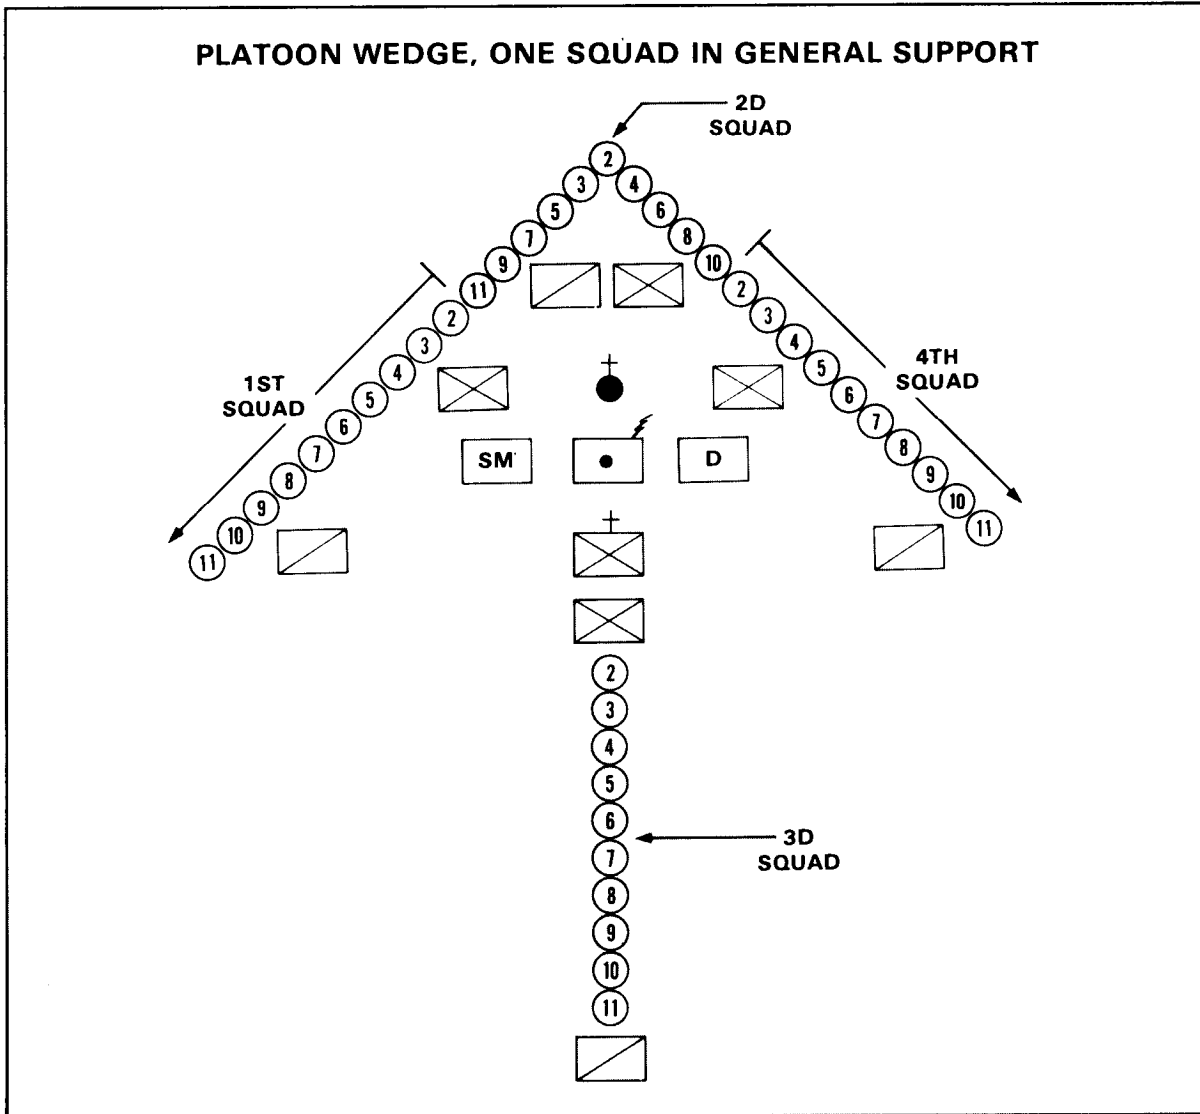 PLATOON WEDGE, ONE SQUAD IN GENERAL SUPPORT
2D
SQUAD
2
3 4
5 6
7 8
9 10
11 2
2 3
3 4
4 5
5 6
6 7
7 8
8 9
9 10
10 11
11
1ST
SQUAD
4TH
SQUAD
SM D
2
3
4
5
6
7
8
9
10
11
3D
SQUAD